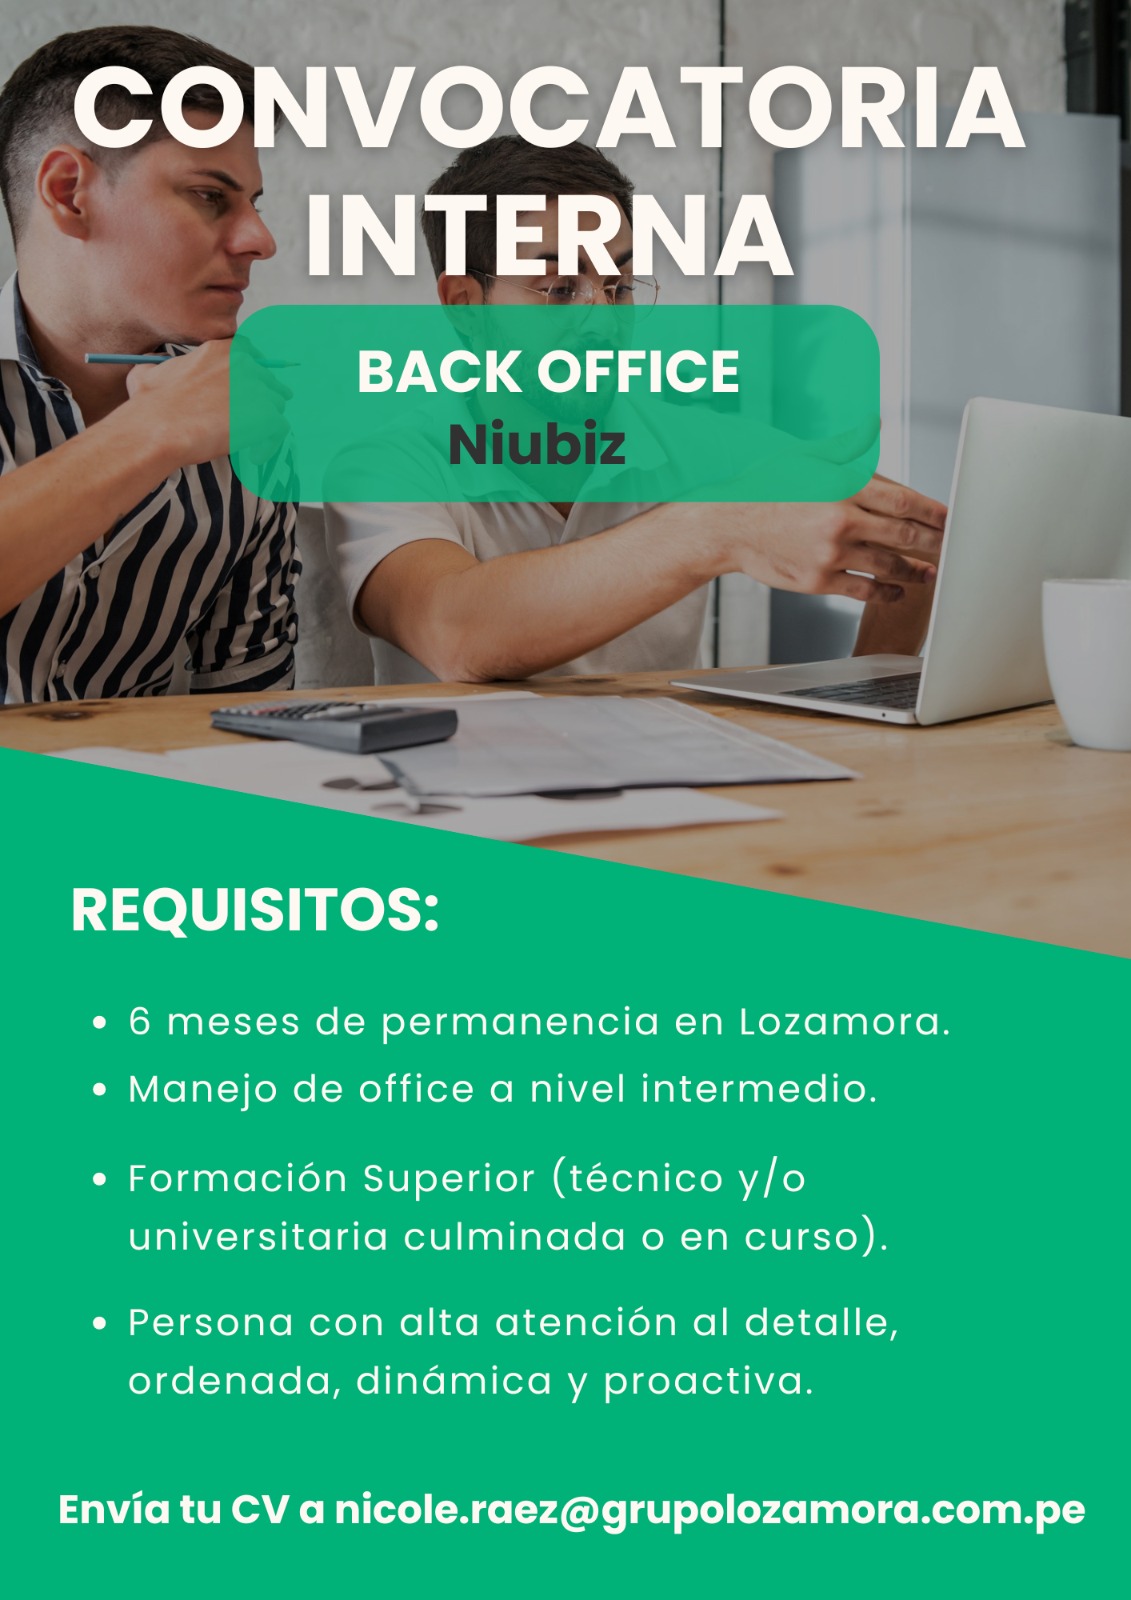 CONVOCATORIA
INTERNA
BACK OFFICE
Niubiz
REQUISITOS:
• 6 meses de permanencia en Lozamora.
• Manejo de office a nivel intermedio.
• Formación Superior (técnico y/o
universitaria culminada o en curso).
• Persona con alta atención al detalle,
ordenada, dinámica y proactiva.
Envía tu CV a nicole.raez@grupolozamora.com.pe